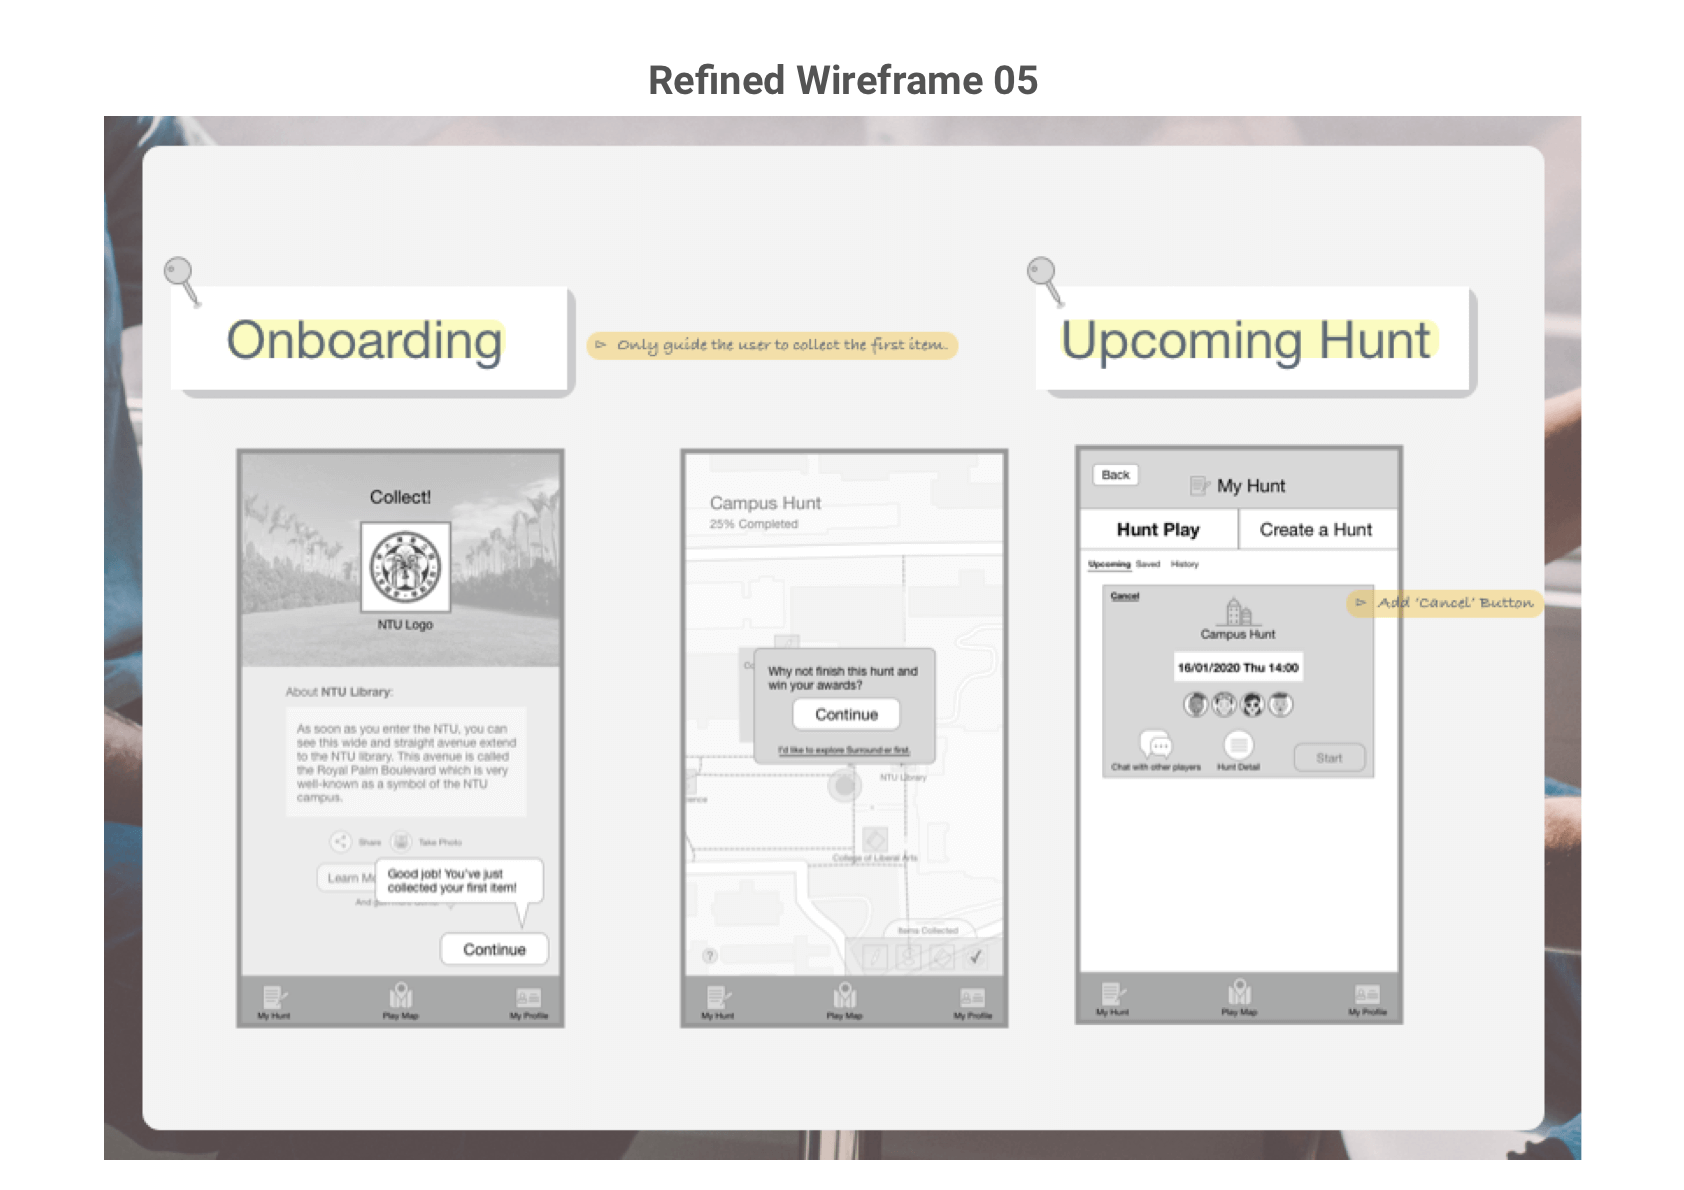 Refined Wireframe 05
Onboarding
▻ Only guide the user to collect the first item.
Upcoming Hunt
Collect!
NTU Logo
About NTU Library:
As soon as you enter the NTU, you can
see this wide and straight avenue extend
to the NTU library. This avenue is called
the Royal Palm Boulevard which is very
well-known as a symbol of the NTU
campus.
Share
Take Photo
Learn Mo
Good job! You've just
collected your first item!
And
Continue
My Hunt
Play Map
My Profile
Campus Hunt
25% Completed
Co
Why not finish this hunt and
win your awards?
Continue
I'd like to explore Surrounder first.
NTU Library
ence
College of Liberal Arts
Items Collected
?
My Hunt
Play Map
My Profile
Back
My Hunt
Hunt Play
Create a Hunt
Upcoming Saved History
Cancel
▻ Add 'Cancel' Button
Campus Hunt
16/01/2020 Thu 14:00
Chat with other players
Hunt Detail
Start
My Hunt
Play Map
My Profile